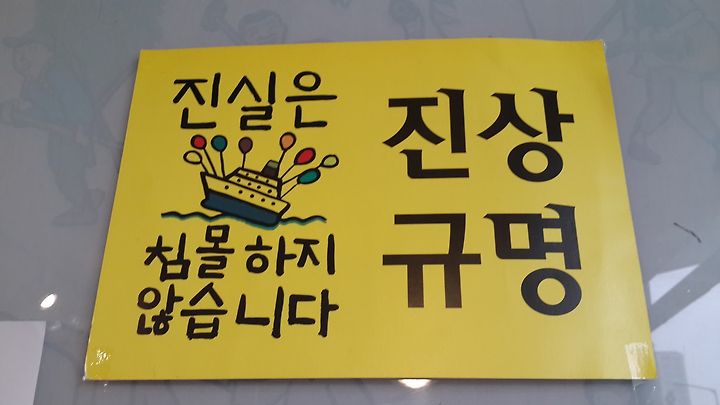 진실은
침몰하지
않습니다
진상
규명